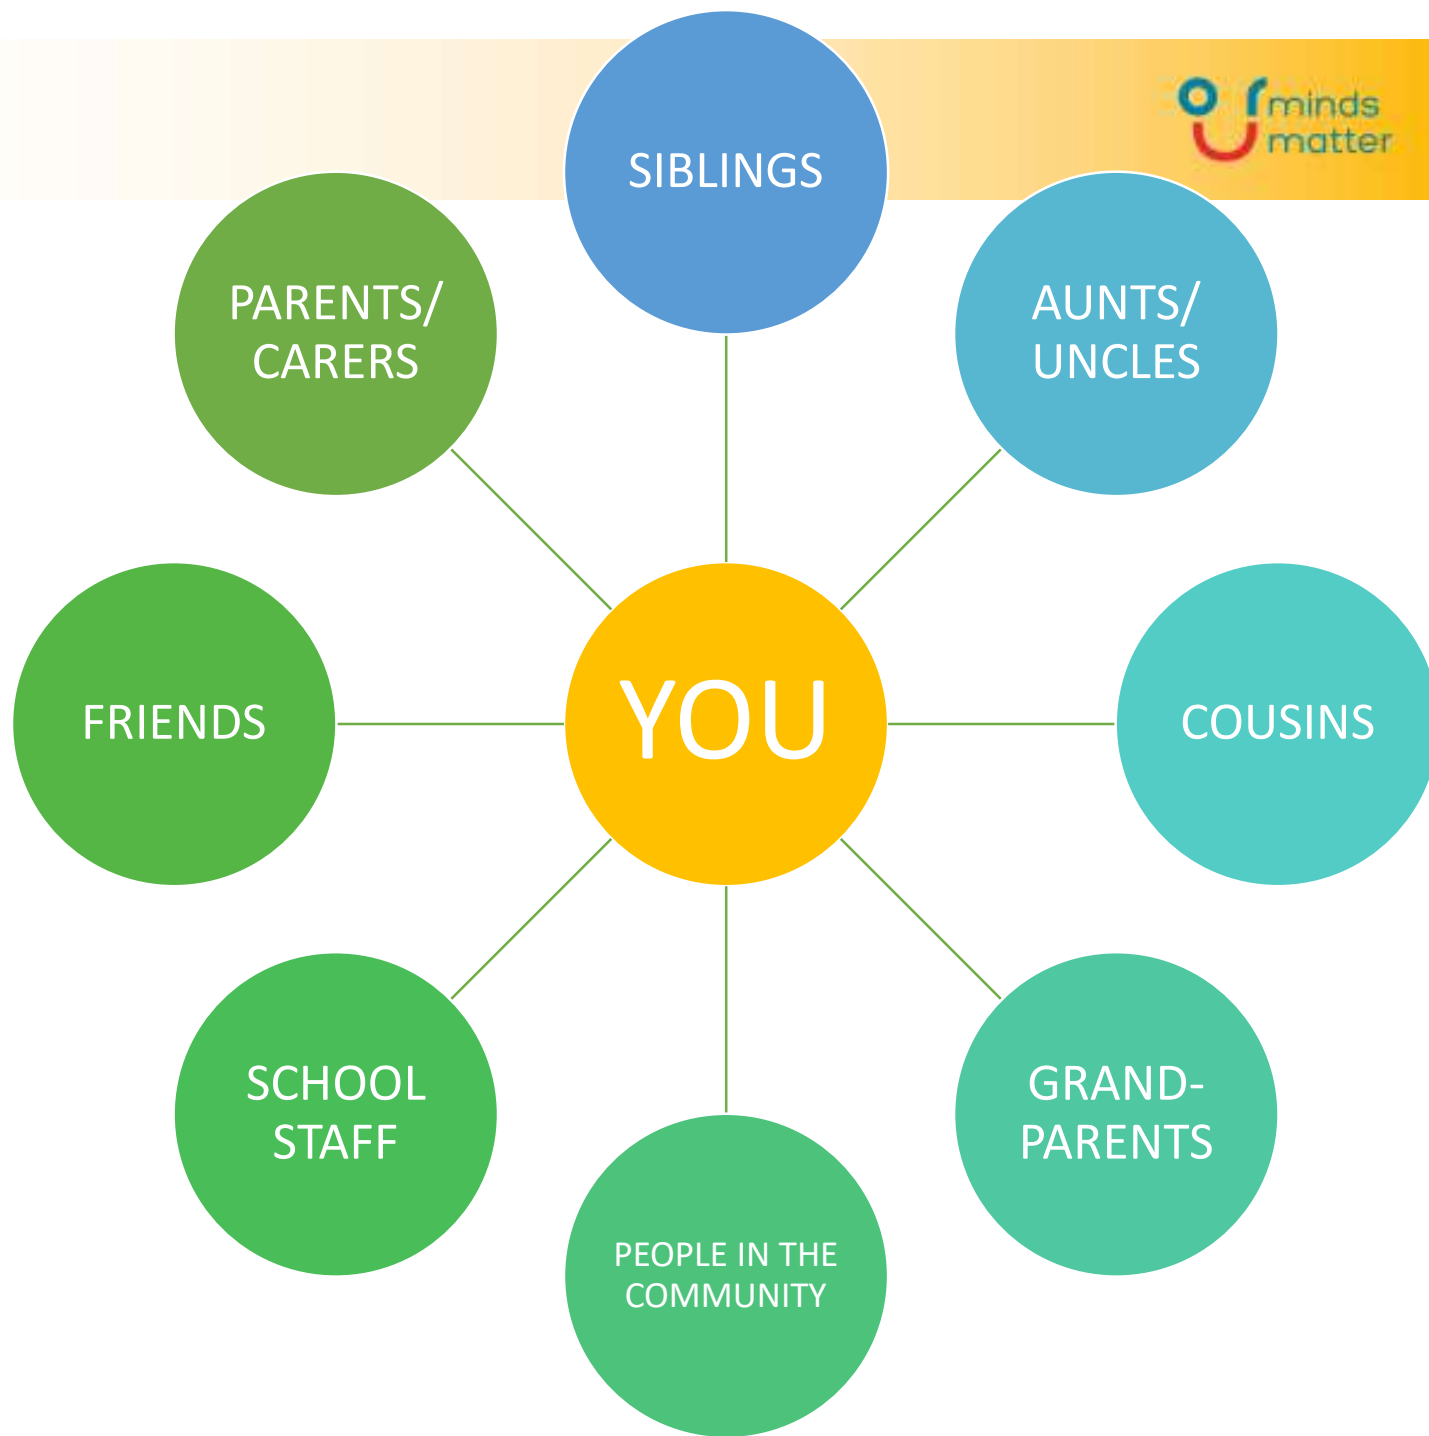 our minds
matter
SIBLINGS
PARENTS/
CARERS
AUNTS/
UNCLES
FRIENDS
YOU
COUSINS
SCHOOL
STAFF
GRAND-
PARENTS
PEOPLE IN THE
COMMUNITY